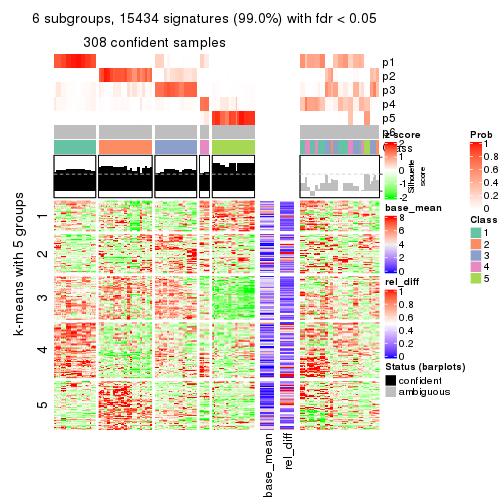 6 subgroups, 15434 signatures (99.0%) with fdr < 0.05
308 confident samples
p1
p2
p3
p4
p5
p6
Class
Silhouette
score
k-means with 5 groups
1
2
3
4
5
base_mean
rel_diff
z-score
2
1
0
-1
-2
base_mean
8
6
4
2
0
rel_diff
1
0.8
0.6
0.4
0.2
0
Status (barplots)
confident
ambiguous
Prob
1
0.8
0.6
0.4
0.2
0
Class
1
2
3
4
5